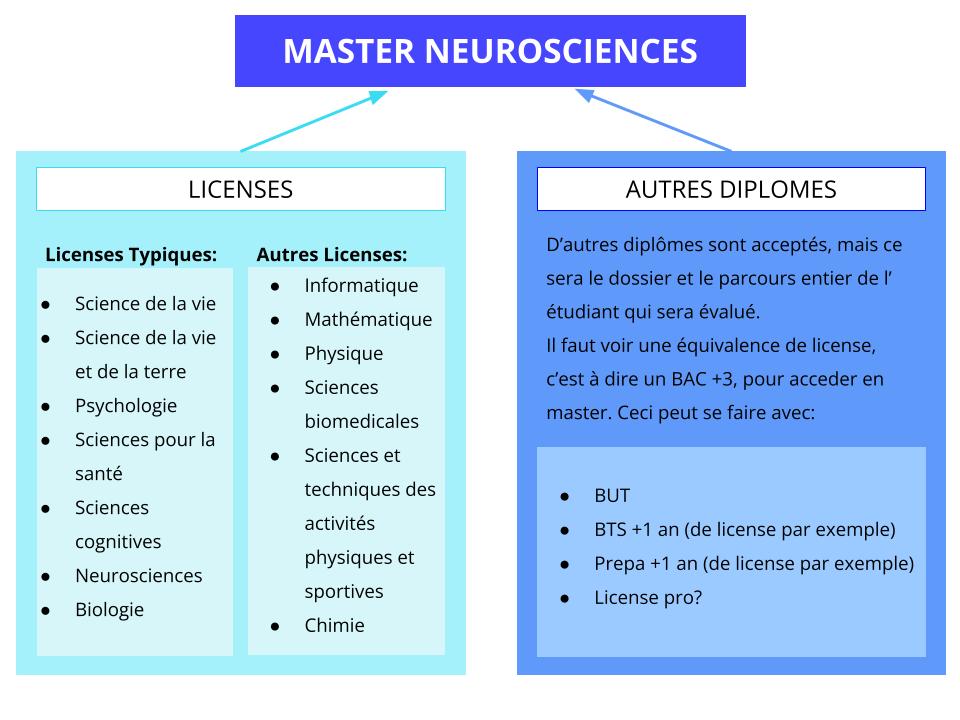 MASTER NEUROSCIENCES
LICENSES
Licenses Typiques:
● Science de la vie
● Science de la vie
et de la terre
● Psychologie
● Sciences pour la
santé
● Sciences
cognitives
● Neurosciences
● Biologie
Autres Licenses:
● Informatique
● Mathématique
● Physique
● Sciences
biomedicales
● Sciences et
techniques des
activités
physiques et
sportives
● Chimie
AUTRES DIPLOMES
D’autres diplômes sont acceptés, mais ce
sera le dossier et le parcours entier de l’
étudiant qui sera évalué.
Il faut voir une équivalence de license,
c’est à dire un BAC +3, pour acceder en
master. Ceci peut se faire avec:
● BUT
● BTS +1 an (de license par exemple)
● Prepa +1 an (de license par exemple)
● License pro?